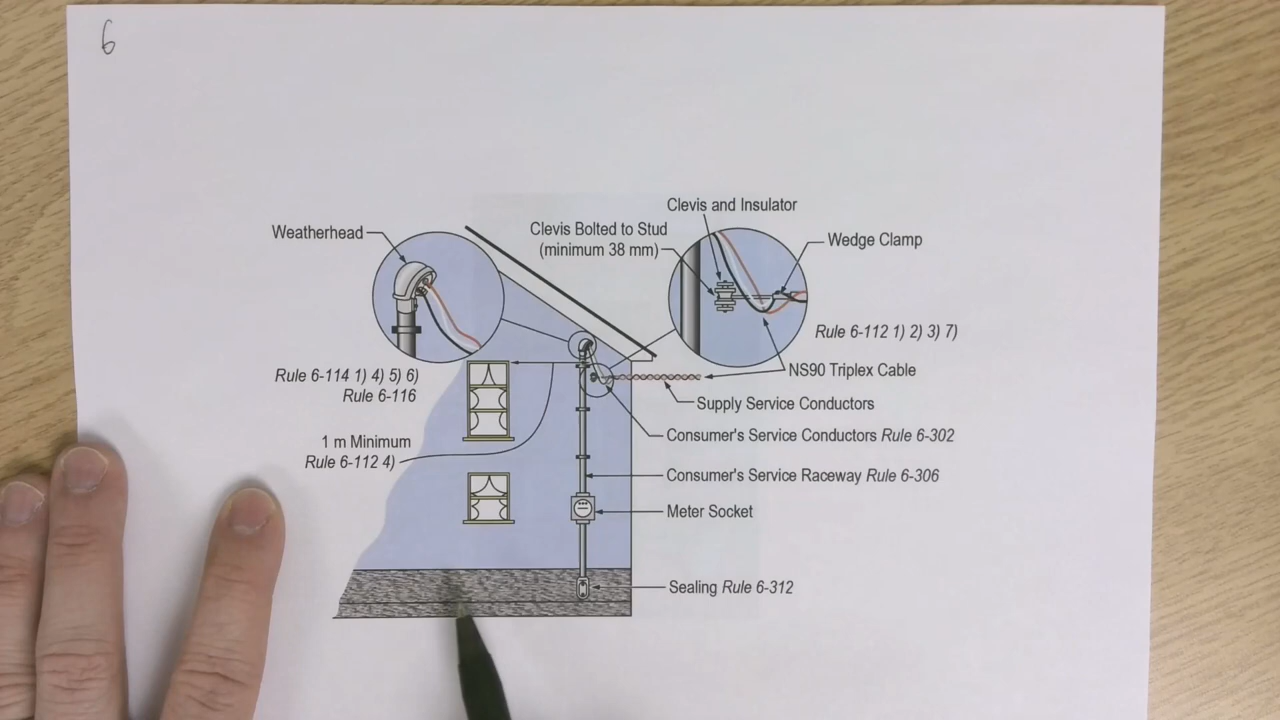 6
Clevis and Insulator
Weatherhead
Clevis Bolted to Stud
(minimum 38 mm)
Wedge Clamp
Rule 6-112 1) 2) 3) 7)
Rule 6-114 1) 4) 5) 6)
Rule 6-116
NS90 Triplex Cable
Supply Service Conductors
1 m Minimum
Rule 6-112 4)
Consumer's Service Conductors Rule 6-302
Consumer's Service Raceway Rule 6-306
Meter Socket
Sealing Rule 6-312